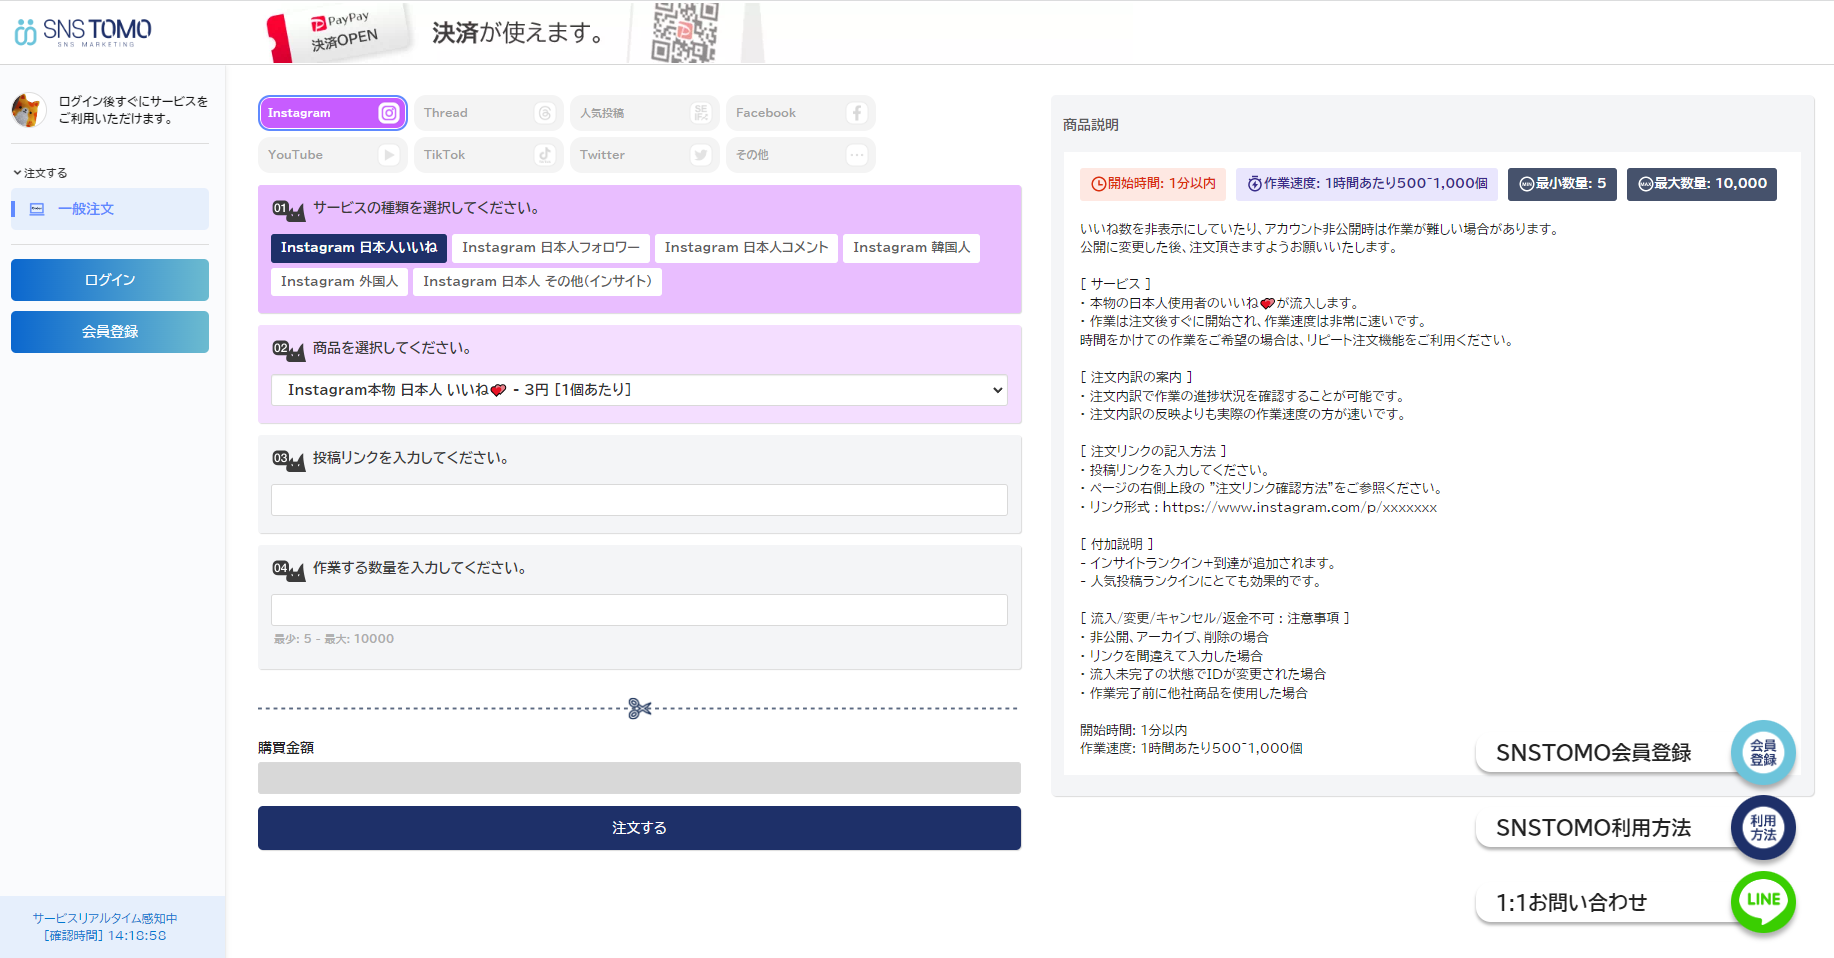 SNS TOMO
SNS MARKETING
PayPay
決済OPEN
決済が使えます。
ログイン後すぐにサービスを
ご利用いただけます。
注文する
一般注文
ログイン
会員登録
サービスリアルタイム感知中
[確認時間] 14:18:58
Instagram
Thread
人気投稿
Facebook
YouTube
TikTok
Twitter
その他
01 サービスの種類を選択してください。
Instagram 日本人いいね
Instagram 日本人フォロワー
Instagram 日本人コメント
Instagram 韓国人
Instagram 外国人
Instagram 日本人 その他(インサイト)
02 商品を選択してください。
Instagram本物 日本人 いいね💕 - 3円 [1個あたり]
03 投稿リンクを入力してください。
04 作業する数量を入力してください。
最少: 5 - 最大: 10000
購買金額
注文する
商品説明
開始時間: 1分以内
作業速度: 1時間あたり500~1,000個
MIN 最小数量: 5
MAX 最大数量: 10,000
いいね数を非表示にしていたり、アカウント非公開時は作業が難しい場合があります。
公開に変更した後、注文頂きますようお願いいたします。
[ サービス ]
・本物の日本人使用者のいいね💕が流入します。
・作業は注文後すぐに開始され、作業速度は非常に速いです。
時間をかけての作業をご希望の場合は、リピート注文機能をご利用ください。
[ 注文内訳の案内 ]
・注文内訳で作業の進捗状況を確認することが可能です。
・注文内訳の反映よりも実際の作業速度の方が速いです。
[ 注文リンクの記入方法 ]
・投稿リンクを入力してください。
・ページの右側上段の "注文リンク確認方法"をご参照ください。
・リンク形式 : https://www.instagram.com/p/xxxxxxx
[ 付加説明 ]
- インサイトランクイン+到達が追加されます。
- 人気投稿ランクインにとても効果的です。
[ 流入/変更/キャンセル/返金不可 : 注意事項 ]
・非公開、アーカイブ、削除の場合
・リンクを間違えて入力した場合
・流入未完了の状態でIDが変更された場合
・作業完了前に他社商品を使用した場合
開始時間: 1分以内
作業速度: 1時間あたり500~1,000個
SNSTOMO会員登録
会員
登録
SNSTOMO利用方法
利用
方法
1:1お問い合わせ
LINE